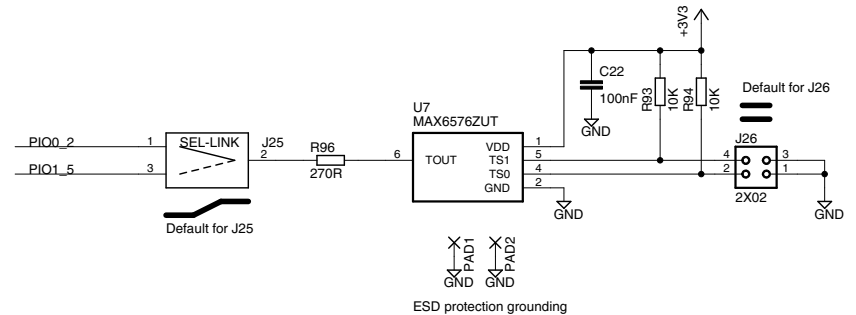 +3V3
C22
100nF
GND
R93
10K
R94
10K
Default for J26
U7
MAX6576ZUT
PIO0_2
1
SEL-LINK
J25
2
R96
270R
6
TOUT
VDD
1
TS1
5
TS0
4
GND
2
J26
4
3
2
1
2X02
PIO1_5
3
GND
GND
Default for J25
PAD1
PAD2
GND
GND
ESD protection grounding